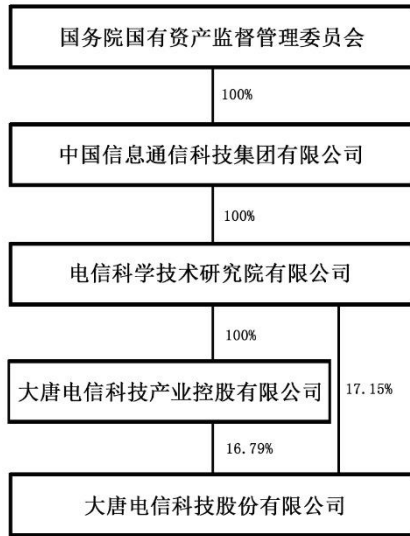 国务院国有资产监督管理委员会
100%
中国信息通信科技集团有限公司
100%
电信科学技术研究院有限公司
100%
大唐电信科技产业控股有限公司
17.15%
16.79%
大唐电信科技股份有限公司